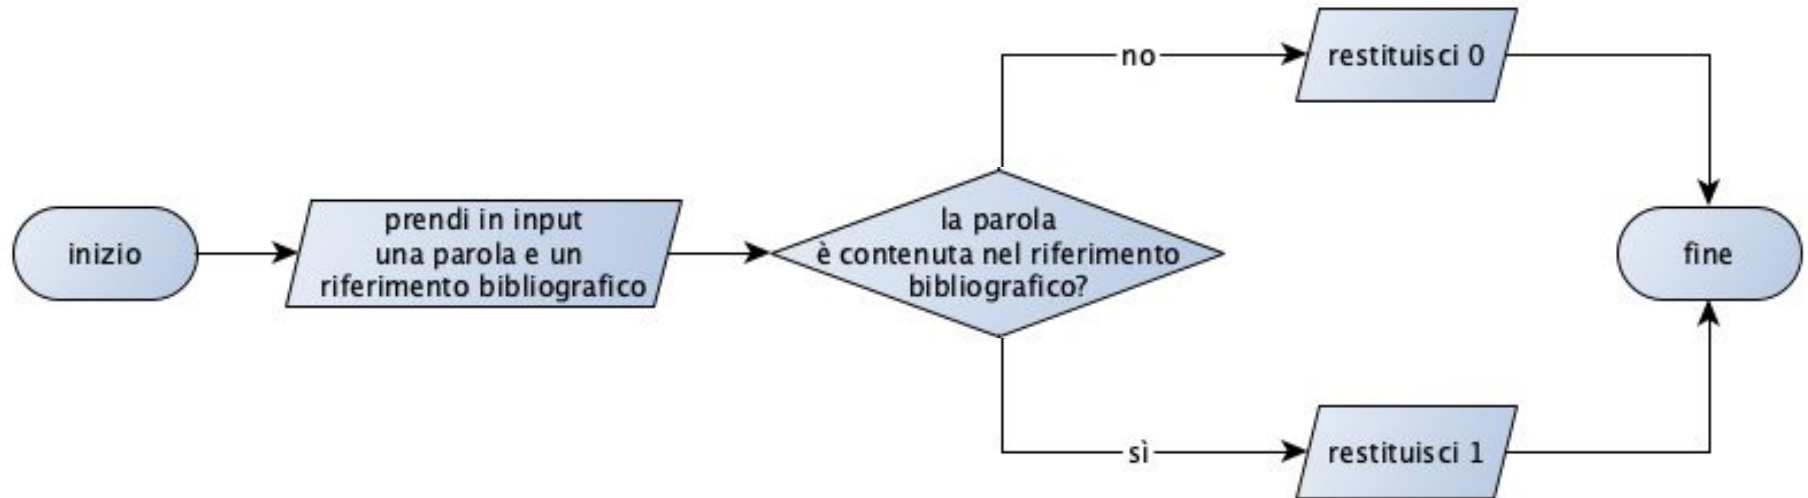 inizio
prendi in input
una parola e un
riferimento bibliografico
la parola
è contenuta nel riferimento
bibliografico?
no
restituisci 0
sì
restituisci 1
fine